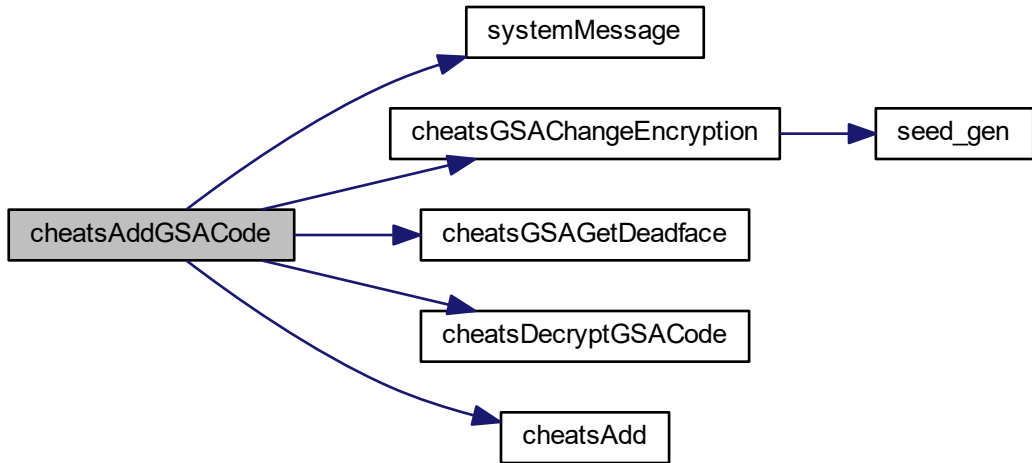 systemMessage
cheatsGSAChangeEncryption
seed_gen
cheatsAddGSACode
cheatsGSAGetDeadface
cheatsDecryptGSACode
cheatsAdd